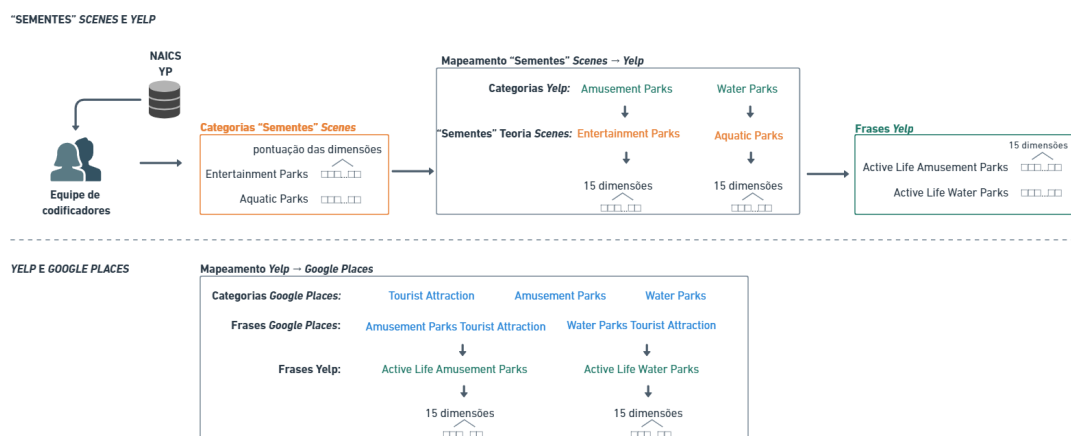 “SEMENTES” SCENES E YELP
NAICS
YP
Equipe de
codificadores
Categorias “Sementes” Scenes
pontuação das dimensões
Entertainment Parks
Aquatic Parks
Mapeamento “Sementes” Scenes → Yelp
Categorias Yelp: Amusement Parks Water Parks
“Sementes” Teoria Scenes: Entertainment Parks Aquatic Parks
15 dimensões 15 dimensões
Frases Yelp
15 dimensões
Active Life Amusement Parks
Active Life Water Parks
YELP E GOOGLE PLACES
Mapeamento Yelp → Google Places
Categorias Google Places: Tourist Attraction Amusement Parks Water Parks
Frases Google Places: Amusement Parks Tourist Attraction Water Parks Tourist Attraction
Frases Yelp: Active Life Amusement Parks Active Life Water Parks
15 dimensões 15 dimensões